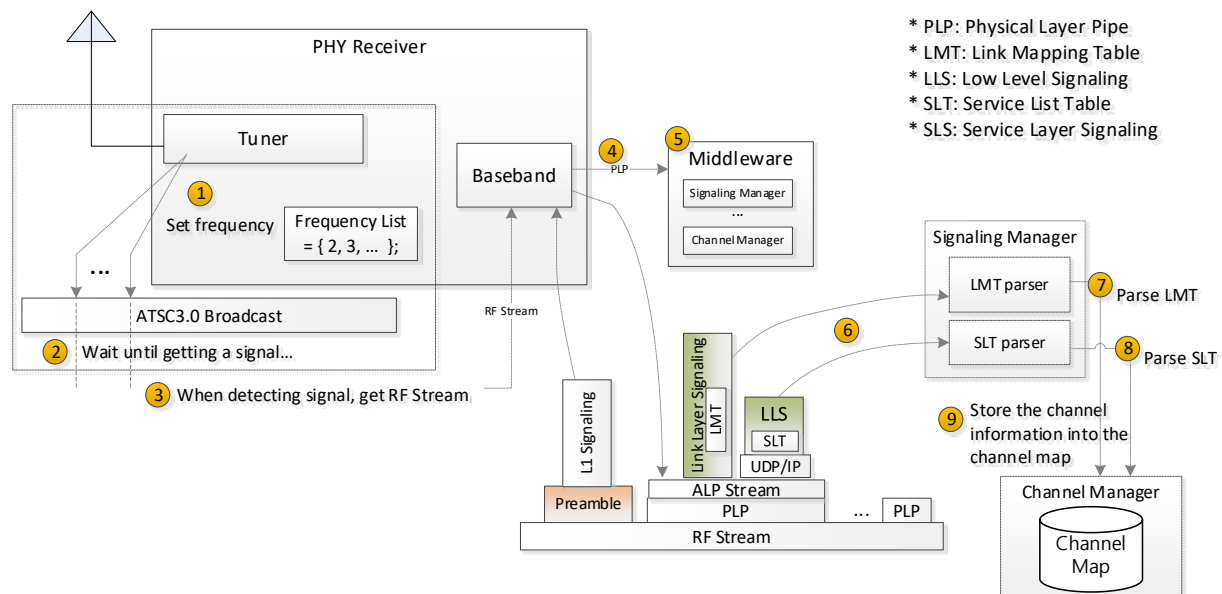 PHY Receiver
Tuner
1
Set frequency
Frequency List
= { 2, 3, ... };
...
ATSC3.0 Broadcast
2
Wait until getting a signal...
3
When detecting signal, get RF Stream
Baseband
RF Stream
4
PLP
5
Middleware
Signaling Manager
...
Channel Manager
* PLP: Physical Layer Pipe
* LMT: Link Mapping Table
* LLS: Low Level Signaling
* SLT: Service List Table
* SLS: Service Layer Signaling
Signaling Manager
LMT parser
SLT parser
6
7
Parse LMT
8
Parse SLT
9
Store the channel
information into the
channel map
Channel Manager
Channel
Map
L1 Signaling
Preamble
Link Layer Signaling
LMT
LLS
SLT
UDP/IP
ALP Stream
PLP
...
PLP
RF Stream